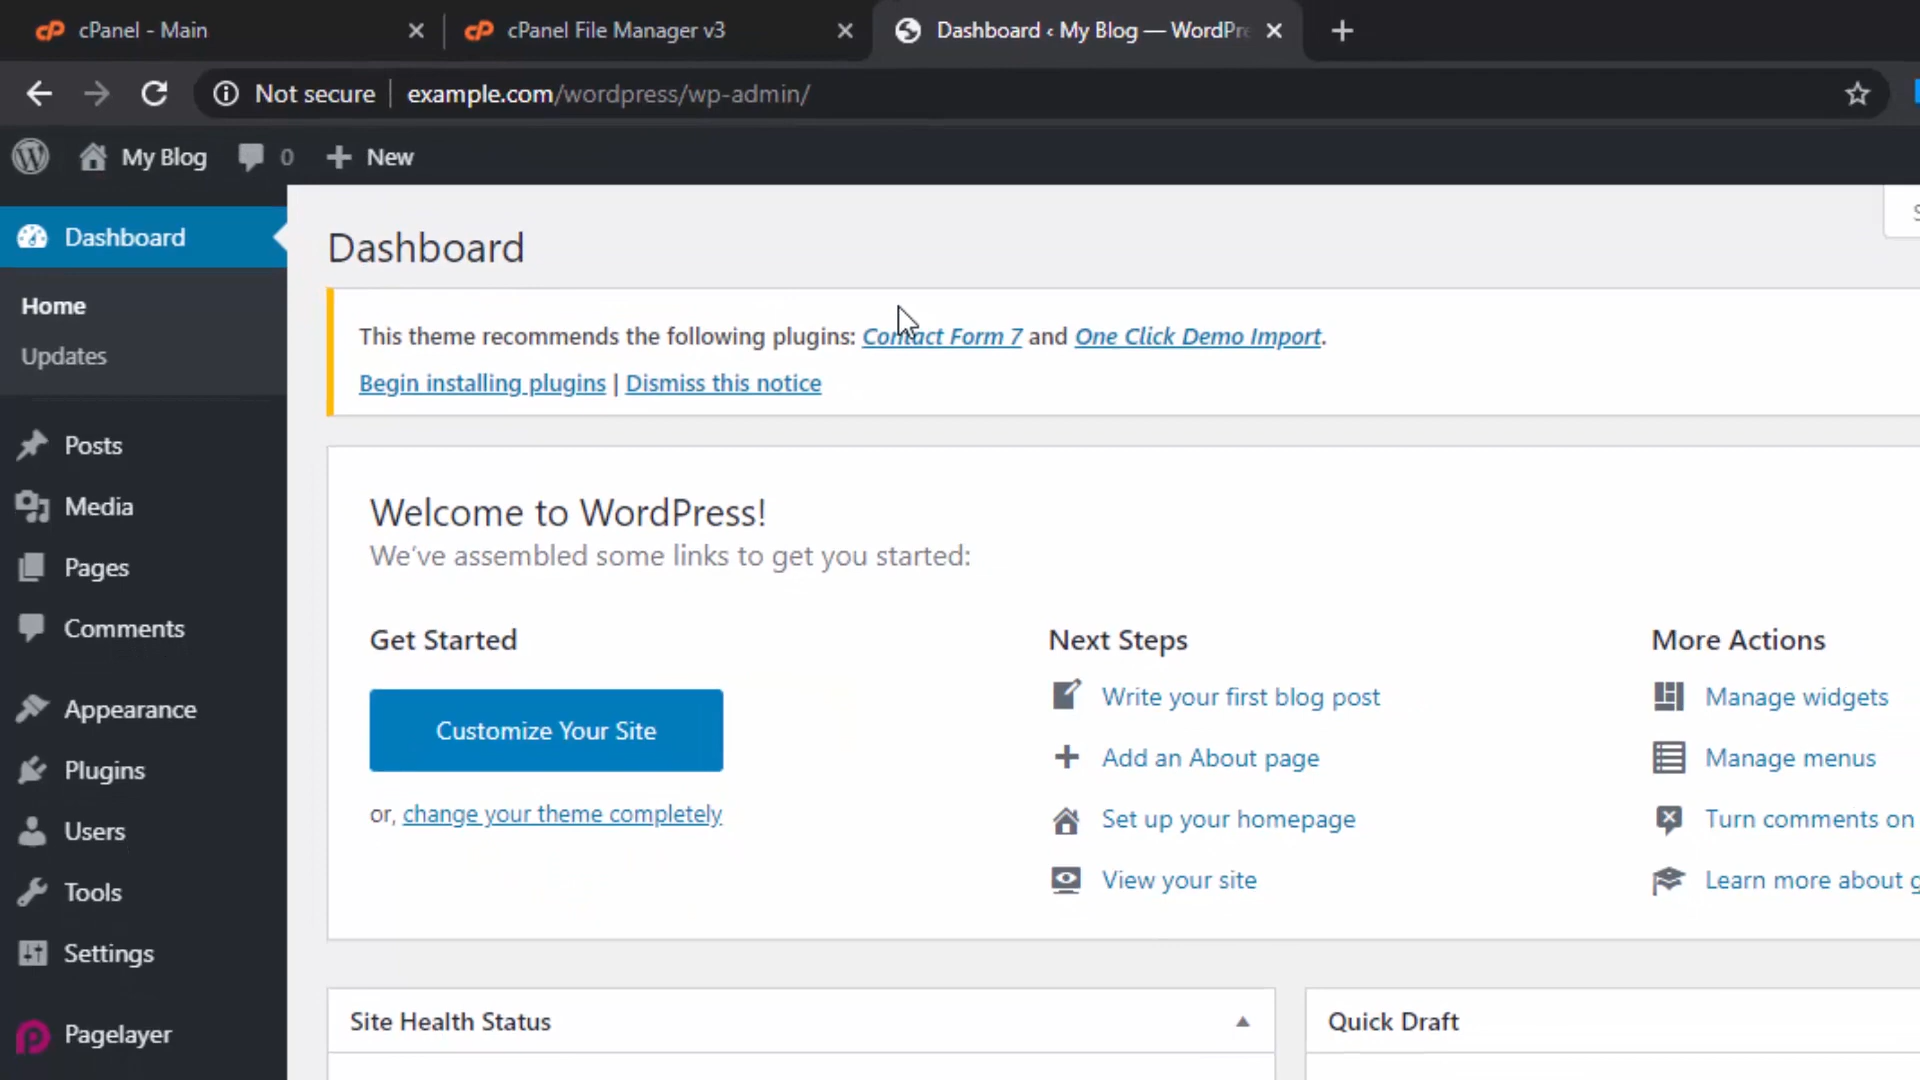 cPanel - Main
cPanel File Manager v3
Dashboard ‹ My Blog — WordPre
Not secure
example.com/wordpress/wp-admin/
My Blog
0
New
Dashboard
Home
Updates
Posts
Media
Pages
Comments
Appearance
Plugins
Users
Tools
Settings
Pagelayer
Dashboard
This theme recommends the following plugins: Contact Form 7 and One Click Demo Import.
Begin installing plugins | Dismiss this notice
Welcome to WordPress!
We’ve assembled some links to get you started:
Get Started
Customize Your Site
or, change your theme completely
Next Steps
Write your first blog post
Add an About page
Set up your homepage
View your site
More Actions
Manage widgets
Manage menus
Turn comments on
Learn more about g
Site Health Status
Quick Draft